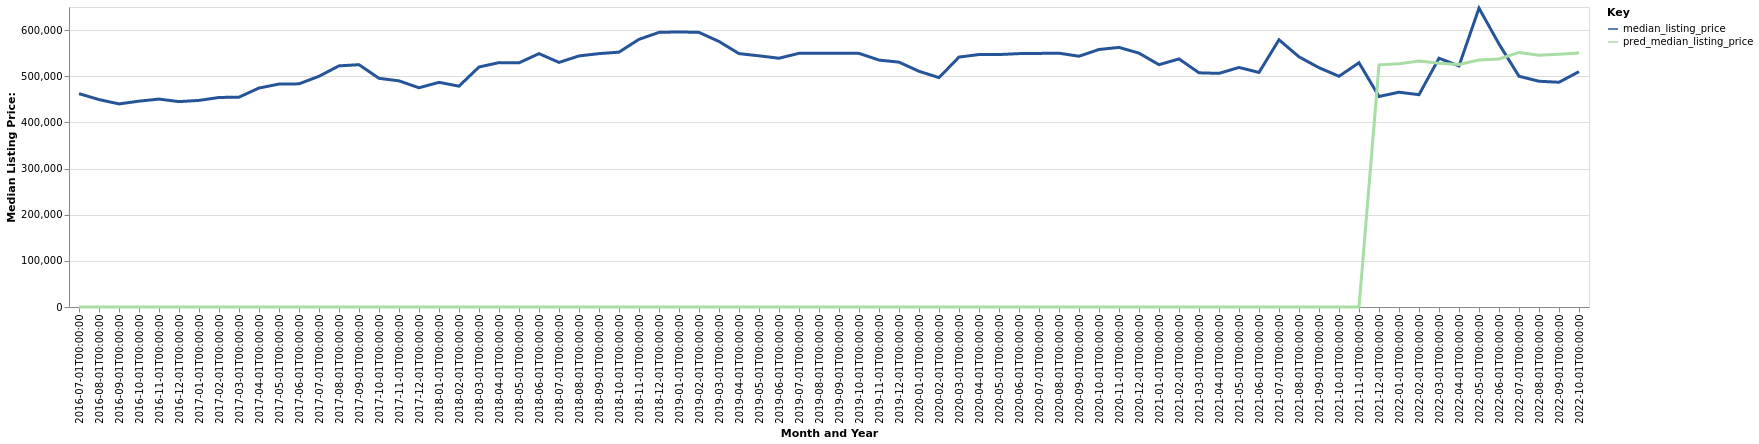 Median Listing Price:
600,000
500,000
400,000
300,000
200,000
100,000
0
2016-07-01T00:00:00
2016-08-01T00:00:00
2016-09-01T00:00:00
2016-10-01T00:00:00
2016-11-01T00:00:00
2016-12-01T00:00:00
2017-01-01T00:00:00
2017-02-01T00:00:00
2017-03-01T00:00:00
2017-04-01T00:00:00
2017-05-01T00:00:00
2017-06-01T00:00:00
2017-07-01T00:00:00
2017-08-01T00:00:00
2017-09-01T00:00:00
2017-10-01T00:00:00
2017-11-01T00:00:00
2017-12-01T00:00:00
2018-01-01T00:00:00
2018-02-01T00:00:00
2018-03-01T00:00:00
2018-04-01T00:00:00
2018-05-01T00:00:00
2018-06-01T00:00:00
2018-07-01T00:00:00
2018-08-01T00:00:00
2018-09-01T00:00:00
2018-10-01T00:00:00
2018-11-01T00:00:00
2018-12-01T00:00:00
2019-01-01T00:00:00
2019-02-01T00:00:00
2019-03-01T00:00:00
2019-04-01T00:00:00
2019-05-01T00:00:00
2019-06-01T00:00:00
2019-07-01T00:00:00
2019-08-01T00:00:00
2019-09-01T00:00:00
2019-10-01T00:00:00
2019-11-01T00:00:00
2019-12-01T00:00:00
2020-01-01T00:00:00
2020-02-01T00:00:00
2020-03-01T00:00:00
2020-04-01T00:00:00
2020-05-01T00:00:00
2020-06-01T00:00:00
2020-07-01T00:00:00
2020-08-01T00:00:00
2020-09-01T00:00:00
2020-10-01T00:00:00
2020-11-01T00:00:00
2020-12-01T00:00:00
2021-01-01T00:00:00
2021-02-01T00:00:00
2021-03-01T00:00:00
2021-04-01T00:00:00
2021-05-01T00:00:00
2021-06-01T00:00:00
2021-07-01T00:00:00
2021-08-01T00:00:00
2021-09-01T00:00:00
2021-10-01T00:00:00
2021-11-01T00:00:00
2021-12-01T00:00:00
2022-01-01T00:00:00
2022-02-01T00:00:00
2022-03-01T00:00:00
2022-04-01T00:00:00
2022-05-01T00:00:00
2022-06-01T00:00:00
2022-07-01T00:00:00
2022-08-01T00:00:00
2022-09-01T00:00:00
2022-10-01T00:00:00
Month and Year
Key
median_listing_price
pred_median_listing_price